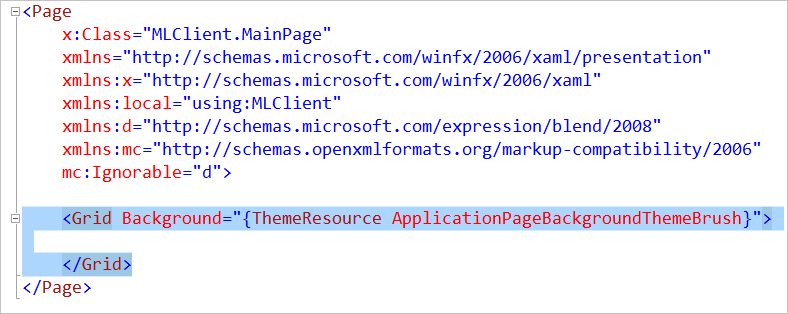 <Page
x:Class="MLClient.MainPage"
xmlns="http://schemas.microsoft.com/winfx/2006/xaml/presentation"
xmlns:x="http://schemas.microsoft.com/winfx/2006/xaml"
xmlns:local="using:MLClient"
xmlns:d="http://schemas.microsoft.com/expression/blend/2008"
xmlns:mc="http://schemas.openxmlformats.org/markup-compatibility/2006"
mc:Ignorable="d">
<Grid Background="{ThemeResource ApplicationPageBackgroundThemeBrush}">
</Grid>
</Page>